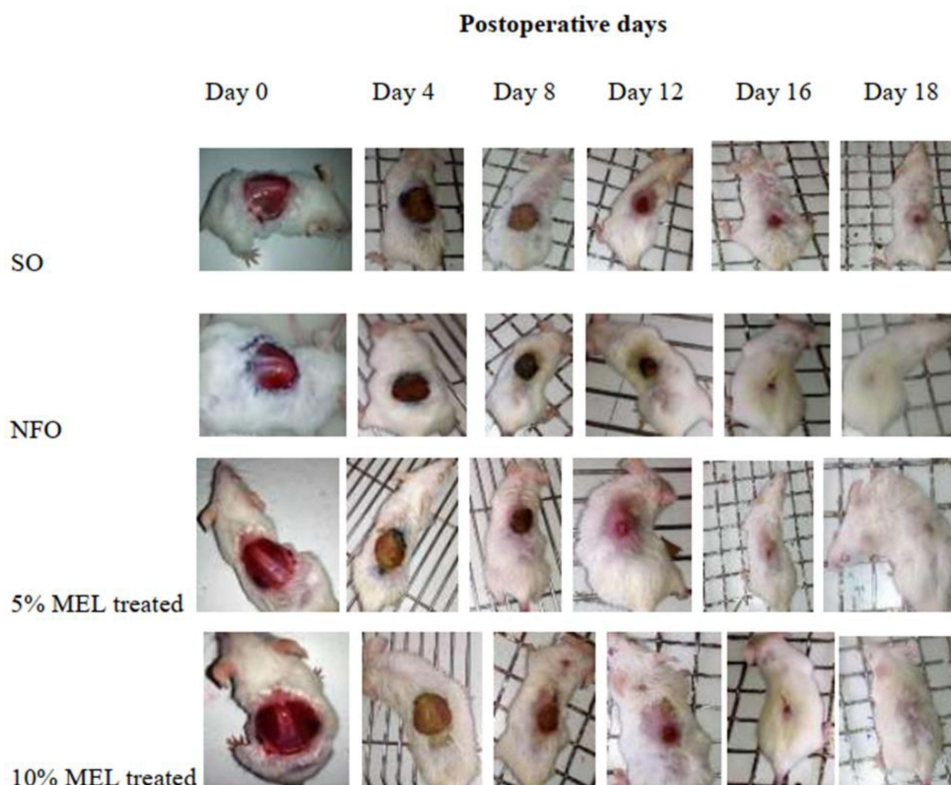 Postoperative days
Day 0 Day 4 Day 8 Day 12 Day 16 Day 18
SO
NFO
5% MEL treated
10% MEL treated